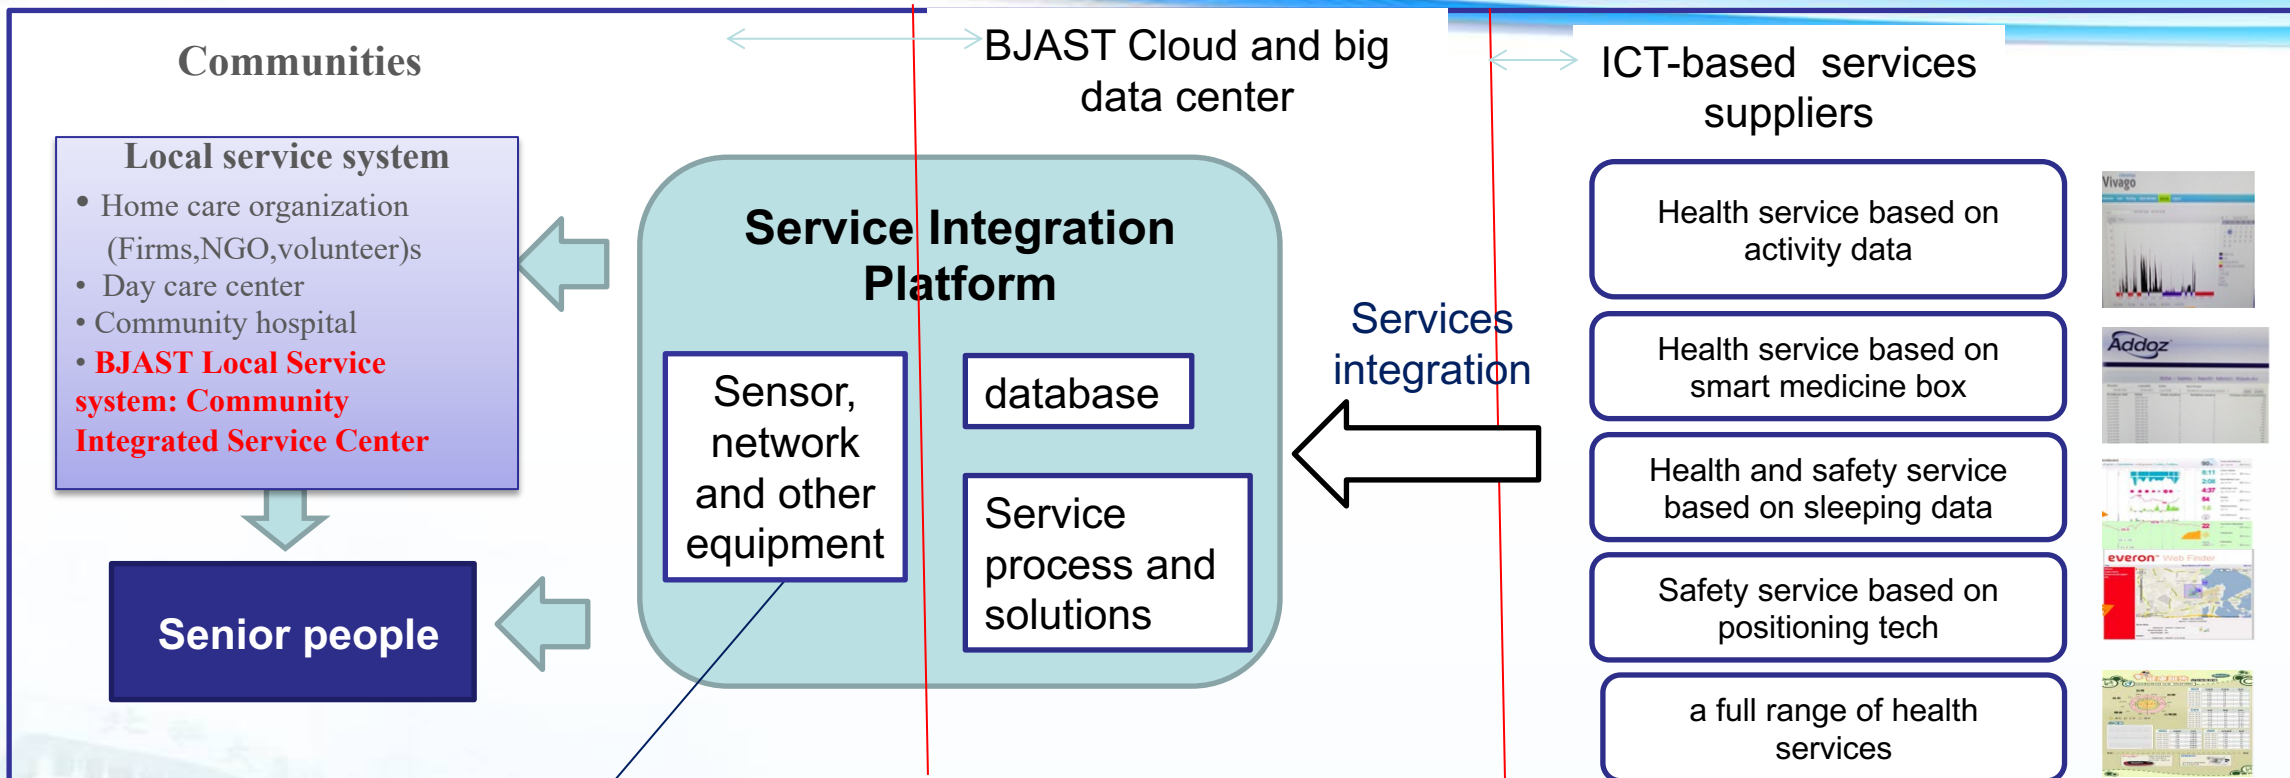 Communities
BJAST Cloud and big
data center
ICT-based services
suppliers
Local service system
• Home care organization
(Firms,NGO,volunteer)s
• Day care center
• Community hospital
• BJAST Local Service
system: Community
Integrated Service Center
Senior people
Service Integration
Platform
Sensor,
network
and other
equipment
database
Service
process and
solutions
Services
integration
Health service based on
activity data
Health service based on
smart medicine box
Health and safety service
based on sleeping data
Safety service based on
positioning tech
a full range of health
services
Vivago
Addoz
everon Web Finder